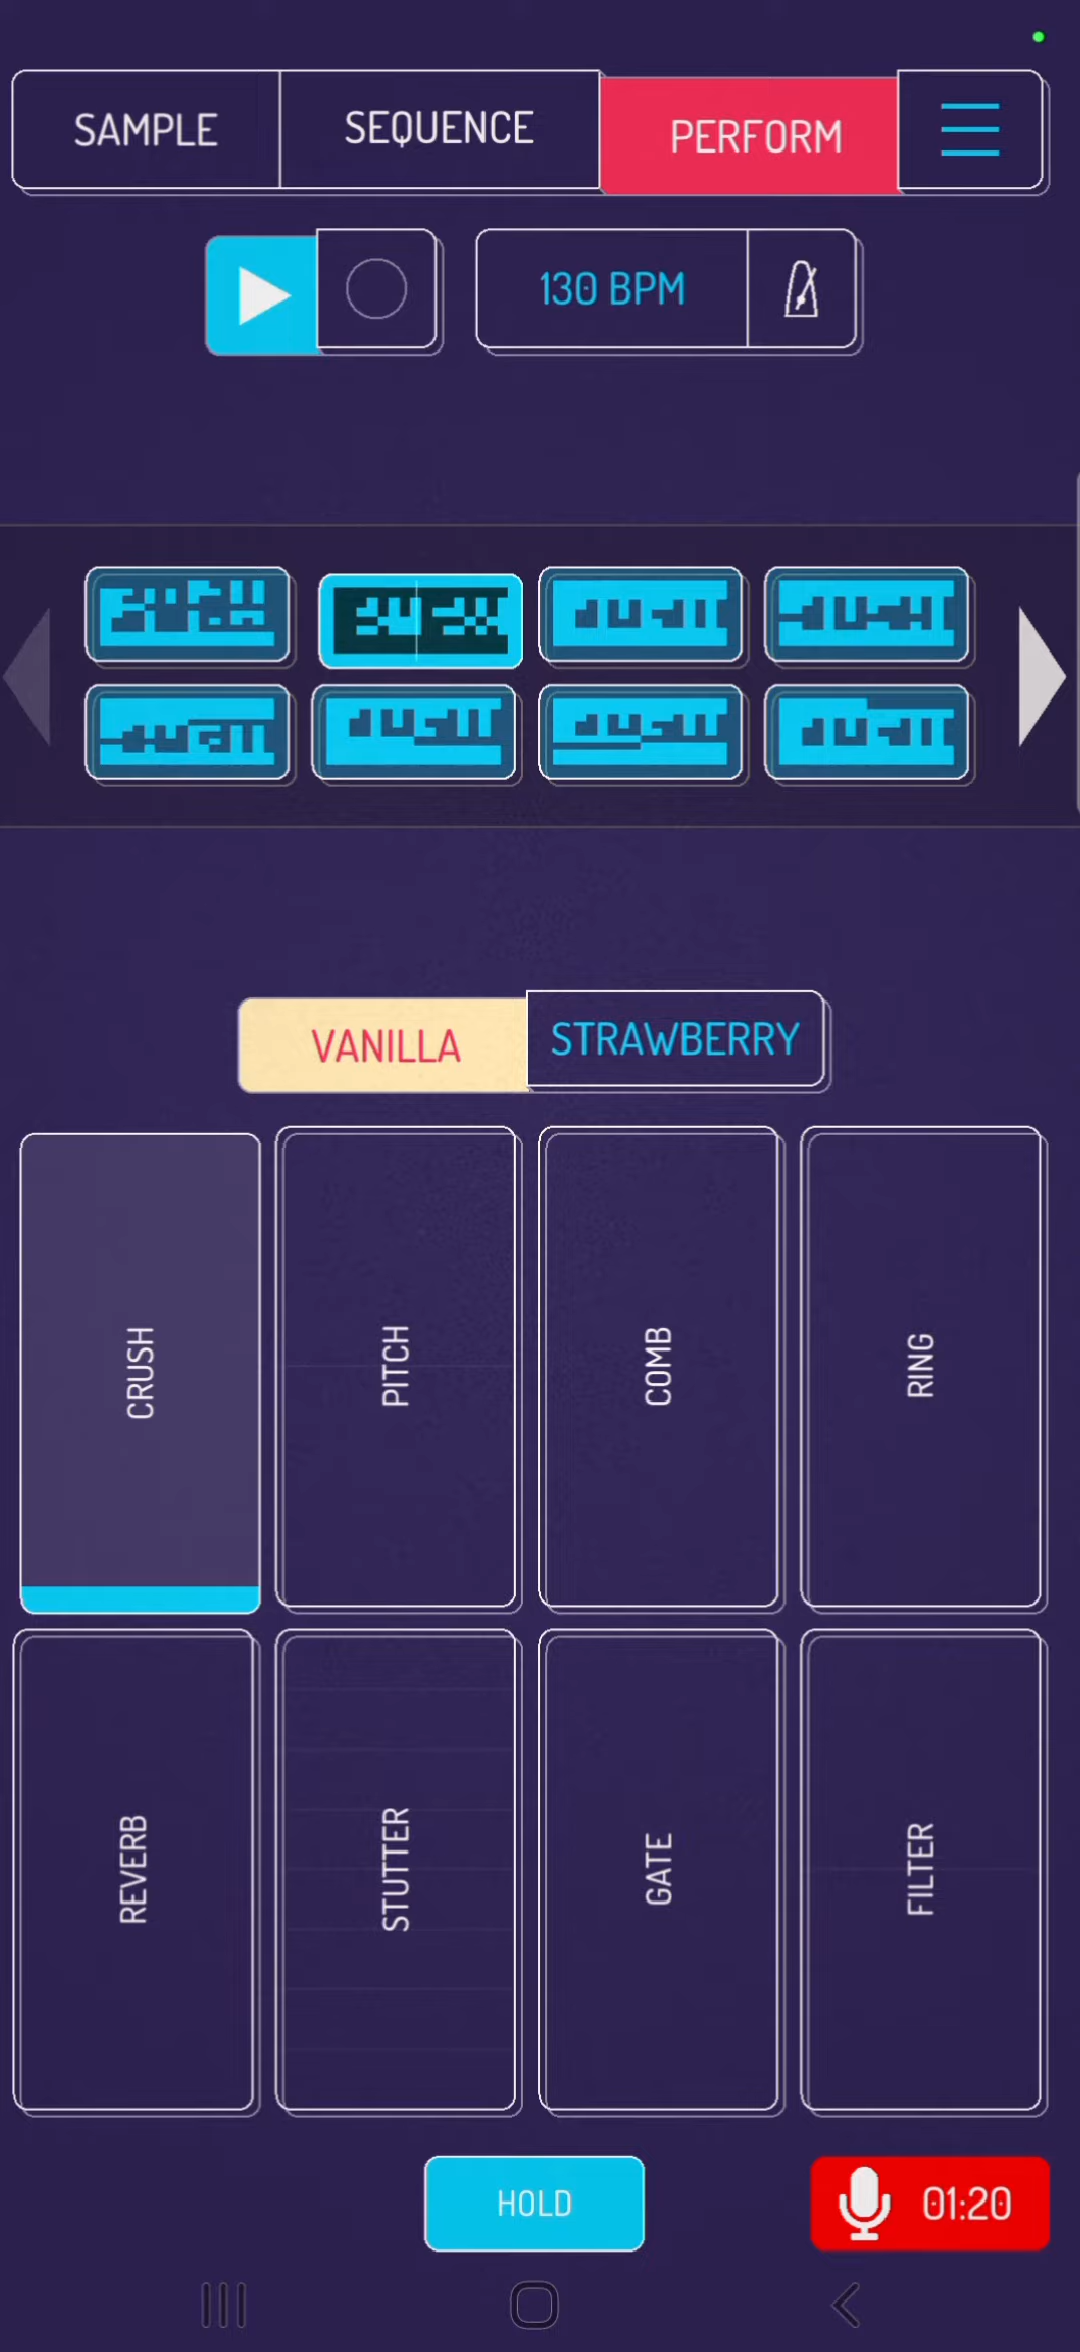 SAMPLE SEQUENCE PERFORM
130 BPM
VANILLA STRAWBERRY
CRUSH PITCH COMB RING
REVERB STUTTER GATE FILTER
HOLD 01:20